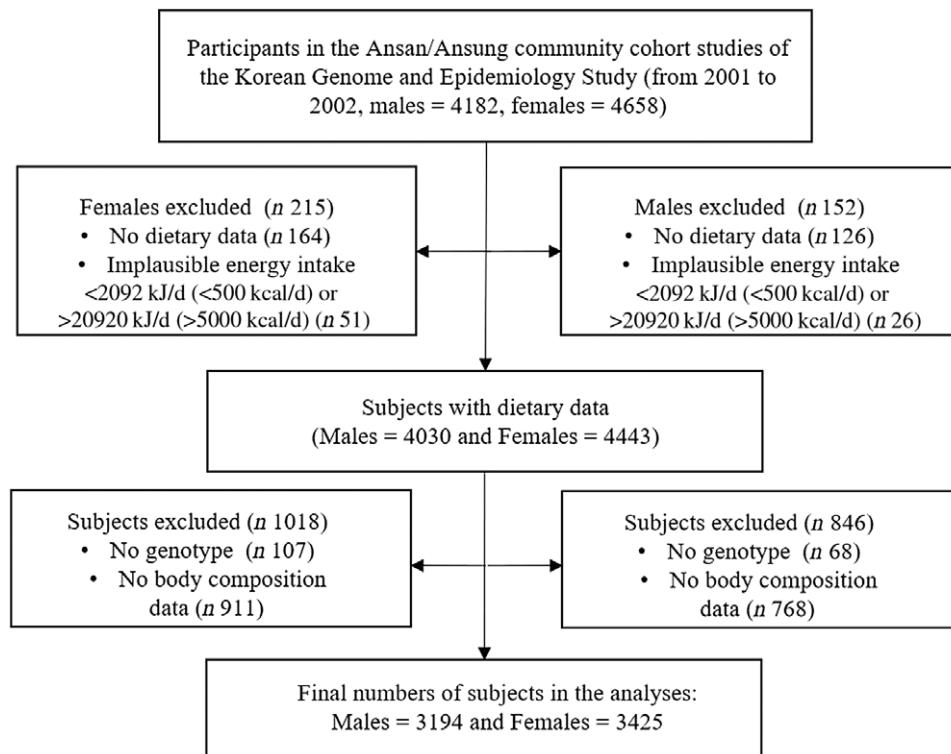 Participants in the Ansan/Ansung community cohort studies of
the Korean Genome and Epidemiology Study (from 2001 to
2002, males = 4182, females = 4658)
Females excluded (n 215)
• No dietary data (n 164)
• Implausible energy intake
<2092 kJ/d (<500 kcal/d) or
>20920 kJ/d (>5000 kcal/d) (n 51)
Males excluded (n 152)
• No dietary data (n 126)
• Implausible energy intake
<2092 kJ/d (<500 kcal/d) or
>20920 kJ/d (>5000 kcal/d) (n 26)
Subjects with dietary data
(Males = 4030 and Females = 4443)
Subjects excluded (n 1018)
• No genotype (n 107)
• No body composition
data (n 911)
Subjects excluded (n 846)
• No genotype (n 68)
• No body composition
data (n 768)
Final numbers of subjects in the analyses:
Males = 3194 and Females = 3425